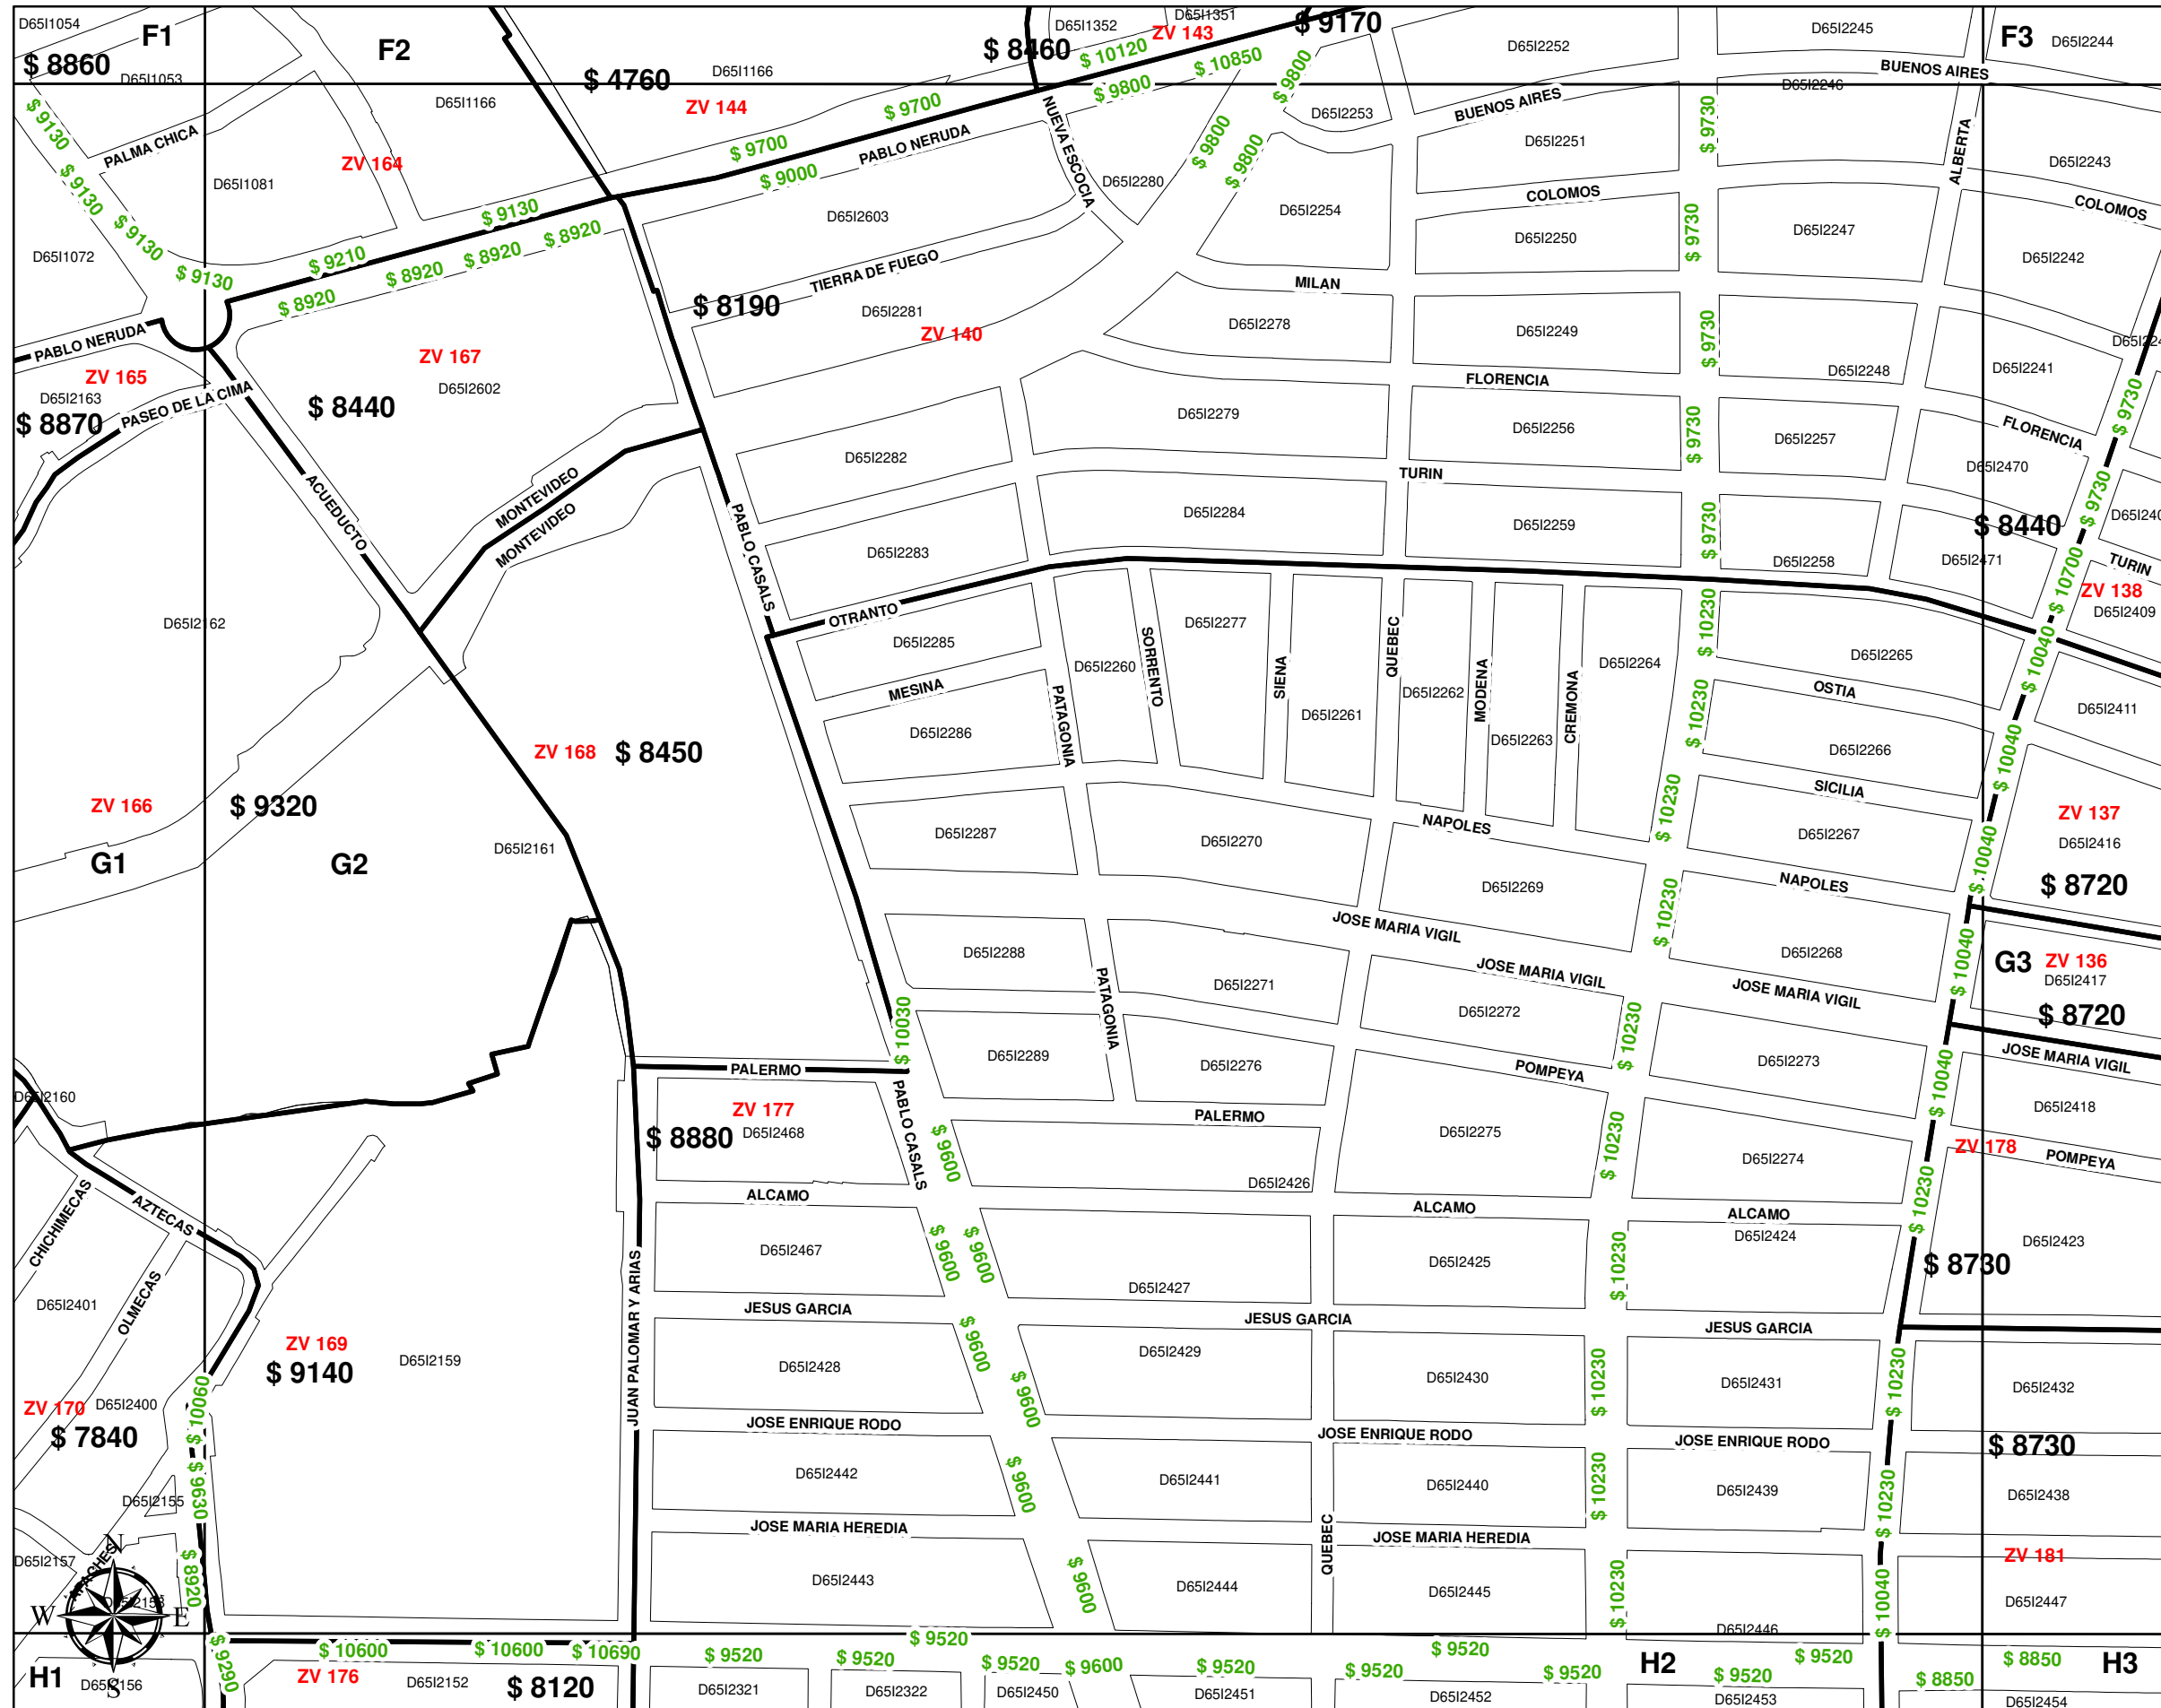 D65I1054
F1
F2
$ 8860
D65I1053
D65I1166
$ 4760
D65I1166
ZV 144
$ 8460
D65I1352
D65I1351
ZV 143
$ 10120
$ 10850
$ 9170
$ 9800
$ 9800
D65I2252
D65I2245
F3
D65I2244
BUENOS AIRES
D65I2246
$ 9130
PALMA CHICA
ZV 164
D65I1081
$ 9130
$ 9130
$ 9130
D65I1072
$ 9700
$ 9700
PABLO NERUDA
$ 9000
NUEVA ESCOCIA
D65I2280
$ 9800
$ 9800
D65I2253
BUENOS AIRES
D65I2251
$ 9730
ALBERTA
D65I2243
COLOMOS
COLOMOS
$ 9130
$ 9210
$ 8920
$ 8920
$ 8920
$ 8920
D65I2603
D65I2254
D65I2250
$ 9730
D65I2247
D65I2242
TIERRA DE FUEGO
MILAN
$ 8190
D65I2281
ZV 140
D65I2278
D65I2249
$ 9730
D65I2248
D65I2241
PABLO NERUDA
ZV 165
D65I2163
$ 8870
PASEO DE LA CIMA
ZV 167
D65I2602
$ 8440
FLORENCIA
D65I2279
D65I2256
$ 9730
D65I2257
FLORENCIA
$ 9730
D65I2470
D65I2282
TURIN
ACUEDUCTO
MONTEVIDEO
MONTEVIDEO
PABLO CASALS
D65I2284
D65I2259
$ 9730
D65I2258
D65I2471
$ 8440
$ 9730
$ 10700
TURIN
ZV 138
D65I2409
D65I2283
OTRANTO
D65I2162
D65I2285
MESINA
D65I2286
PATAGONIA
D65I2260
SORRENTO
D65I2277
SIENA
D65I2261
QUEBEC
D65I2262
MODENA
D65I2263
CREMONA
D65I2264
$ 10230
$ 10230
$ 10230
D65I2265
OSTIA
D65I2266
SICILIA
$ 10040
$ 10040
D65I2411
ZV 168
$ 8450
ZV 166
$ 9320
G1
G2
D65I2161
D65I2287
D65I2270
NAPOLES
D65I2269
D65I2267
NAPOLES
$ 10040
ZV 137
D65I2416
$ 8720
JOSE MARIA VIGIL
JOSE MARIA VIGIL
$ 10230
D65I2268
JOSE MARIA VIGIL
$ 10040
G3
ZV 136
D65I2417
$ 8720
JOSE MARIA VIGIL
D65I2288
PATAGONIA
D65I2271
D65I2272
$ 10030
D65I2289
D65I2276
POMPEYA
$ 10230
D65I2273
$ 10040
D65I2418
D65I2160
PALERMO
ZV 177
$ 8880
D65I2468
PABLO CASALS
$ 9600
PALERMO
D65I2275
$ 10230
D65I2274
ZV 178
POMPEYA
ALCAMO
D65I2426
ALCAMO
ALCAMO
CHICHIMECAS
AZTECAS
D65I2401
OLMECAS
D65I2467
$ 9600
$ 9600
D65I2427
D65I2425
$ 10230
D65I2424
$ 10230
D65I2423
$ 8730
JUAN PALOMAR Y ARIAS
JESUS GARCIA
JESUS GARCIA
JESUS GARCIA
ZV 169
$ 9140
D65I2159
D65I2428
$ 9600
$ 9600
D65I2429
D65I2430
$ 10230
D65I2431
$ 10230
D65I2432
ZV 170
D65I2400
$ 7840
$ 10090
JOSE ENRIQUE RODO
JOSE ENRIQUE RODO
JOSE ENRIQUE RODO
$ 8730
$ 9630
D65I2155
D65I2442
$ 9600
D65I2441
D65I2440
$ 10230
D65I2439
$ 10230
D65I2438
JOSE MARIA HEREDIA
QUEBEC
JOSE MARIA HEREDIA
D65I2157
APACHES
N
W
E
S
$ 8920
D65I2443
$ 9600
D65I2444
D65I2445
$ 10230
D65I2446
$ 10040
ZV 181
D65I2447
H1
D65I2156
$ 9290
$ 10600
$ 10600
$ 10690
ZV 176
D65I2152
$ 8120
$ 9520
D65I2321
$ 9520
D65I2322
$ 9520
$ 9520
D65I2450
$ 9600
$ 9520
D65I2451
$ 9520
$ 9520
D65I2452
$ 9520
H2
$ 9520
D65I2453
$ 9520
$ 8850
$ 8850
D65I2454
H3